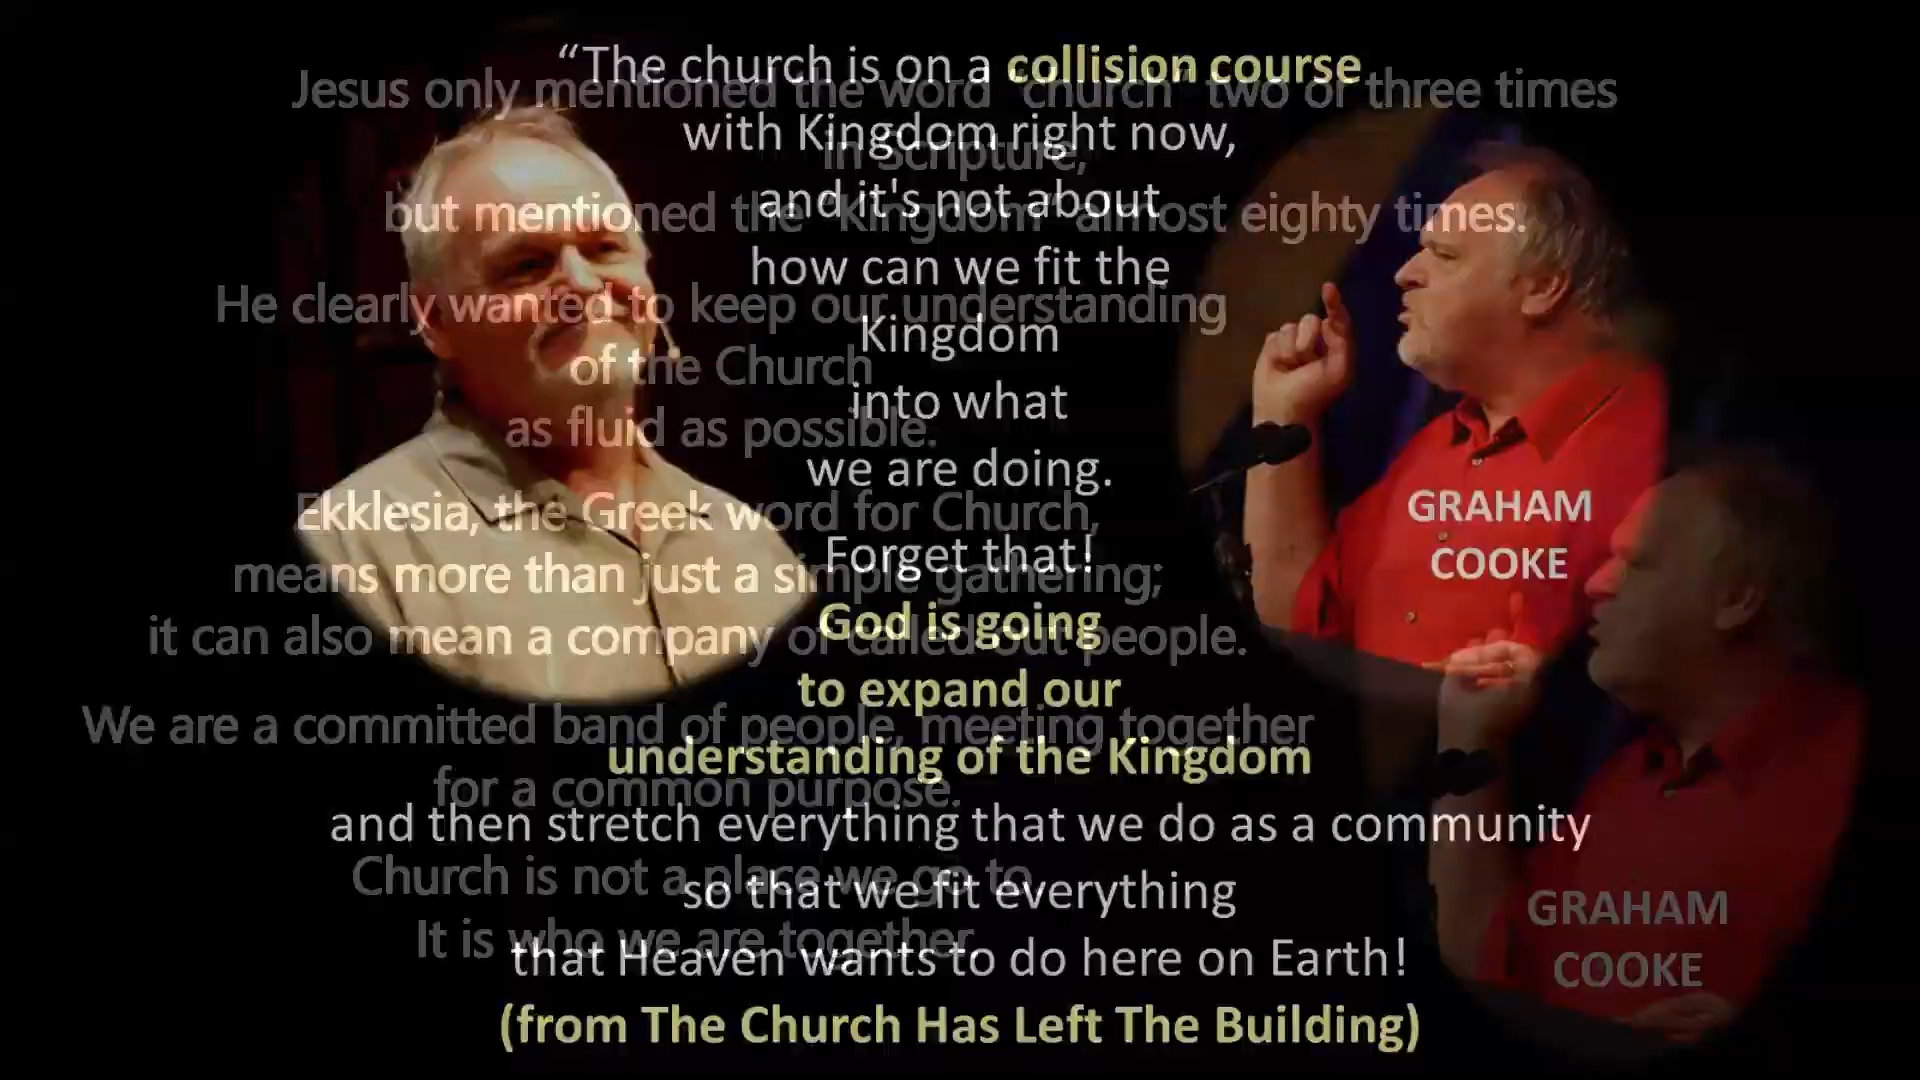 “The church is on a collision course
with Kingdom right now,
and it's not about
how can we fit the
Kingdom
into what
we are doing.
Forget that!
God is going
to expand our
understanding of the Kingdom
and then stretch everything that we do as a community
so that we fit everything
that Heaven wants to do here on Earth!
(from The Church Has Left The Building)
GRAHAM
COOKE
Jesus only mentioned the word “church” two or three times
in Scripture,
but mentioned the “Kingdom” almost eighty times.
He clearly wanted to keep our understanding
of the Church
as fluid as possible.
Ekklesia, the Greek word for Church,
means more than just a simple gathering;
it can also mean a company of called out people.
We are a committed band of people, meeting together
for a common purpose.
Church is not a place we go to
It is who we are together.
GRAHAM
COOKE